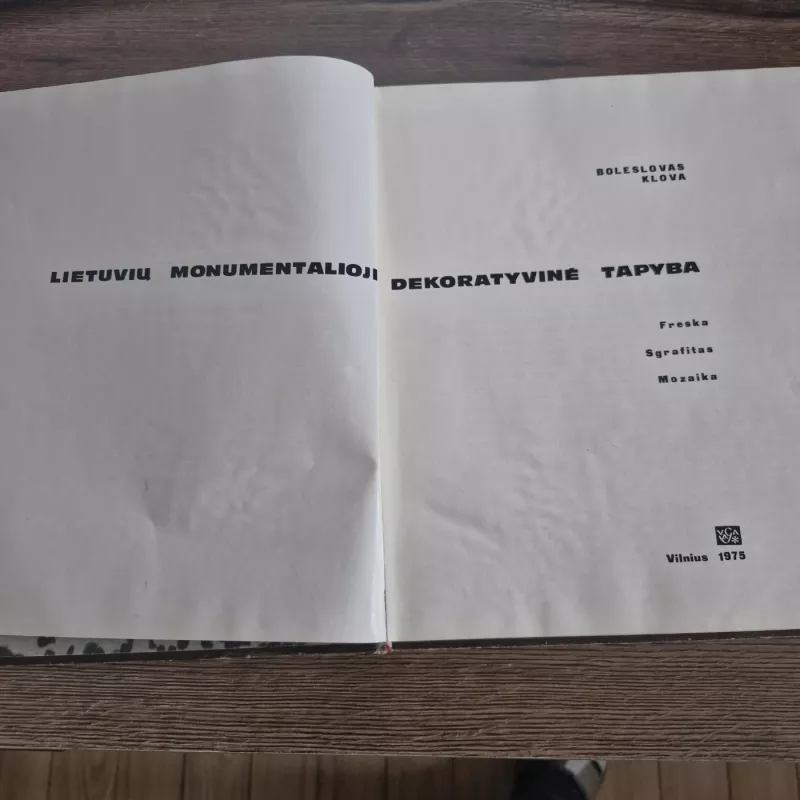 BOLESLOVAS
KLOVA
LIETUVIŲ MONUMENTALIOJI DEKORATYVINĖ TAPYBA
Freska
Sgrafitas
Mozaika
Vilnius 1975